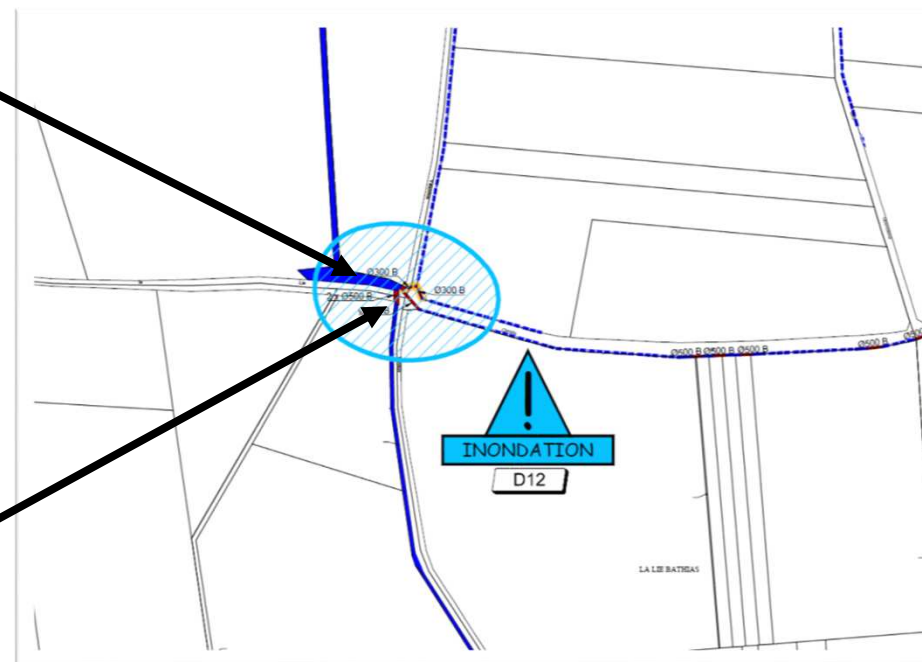 Ø300 B
Ø300 B
2x Ø500 B
Ø500 B Ø500 B Ø500 B
Ø500 B
INONDATION
D12
LA LIE BATHIAS